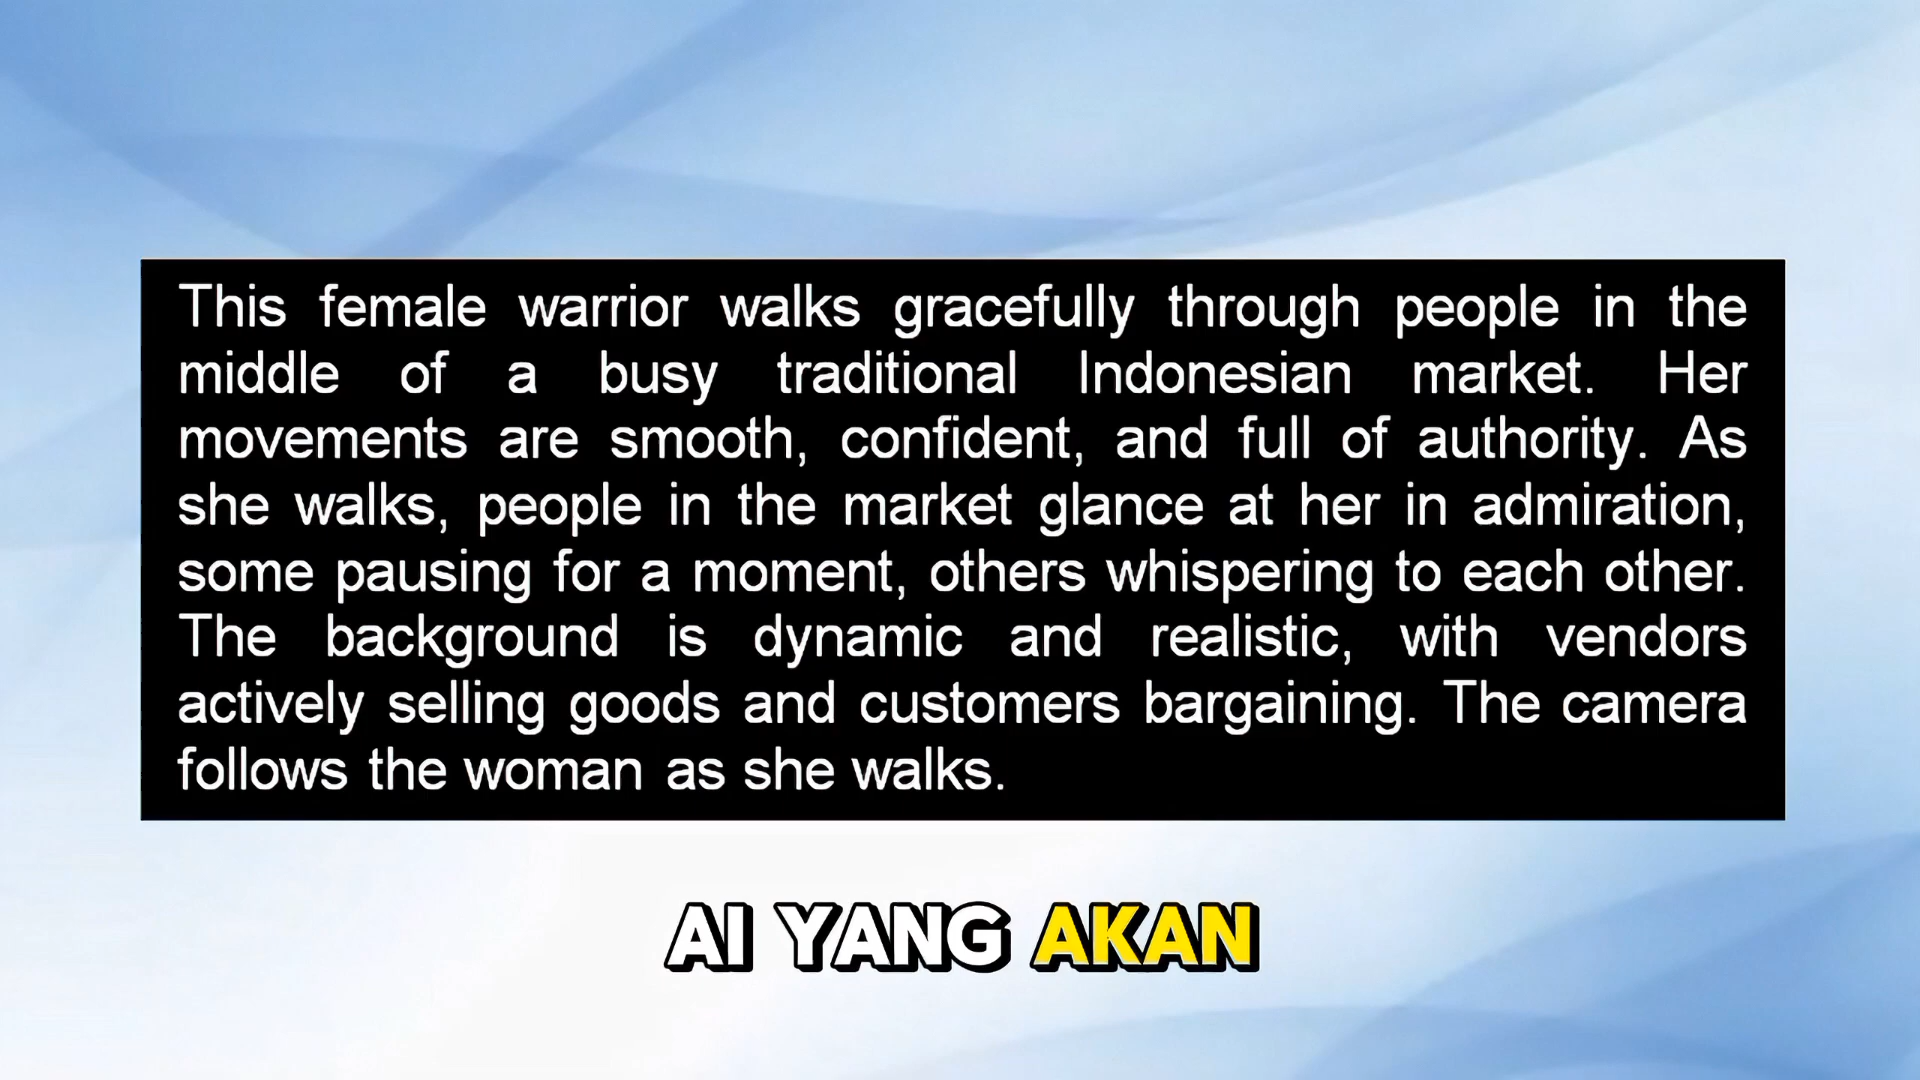 This female warrior walks gracefully through people in the
middle of a busy traditional Indonesian market. Her
movements are smooth, confident, and full of authority. As
she walks, people in the market glance at her in admiration,
some pausing for a moment, others whispering to each other.
The background is dynamic and realistic, with vendors
actively selling goods and customers bargaining. The camera
follows the woman as she walks.
AI YANG AKAN